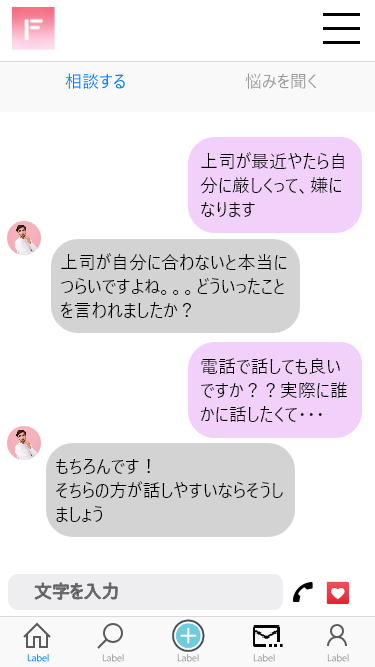 F
相談する
悩みを聞く
上司が最近やたら自
分に厳しくって、嫌に
なります
上司が自分に合わないと本当に
つらいですよね。。。どういったこと
を言われましたか？
電話で話しても良い
ですか？？実際に誰
かに話したくて・・・
もちろんです！
そちらの方が話しやすいならそうし
ましょう
文字を入力
Label
Label
Label
Label
Label